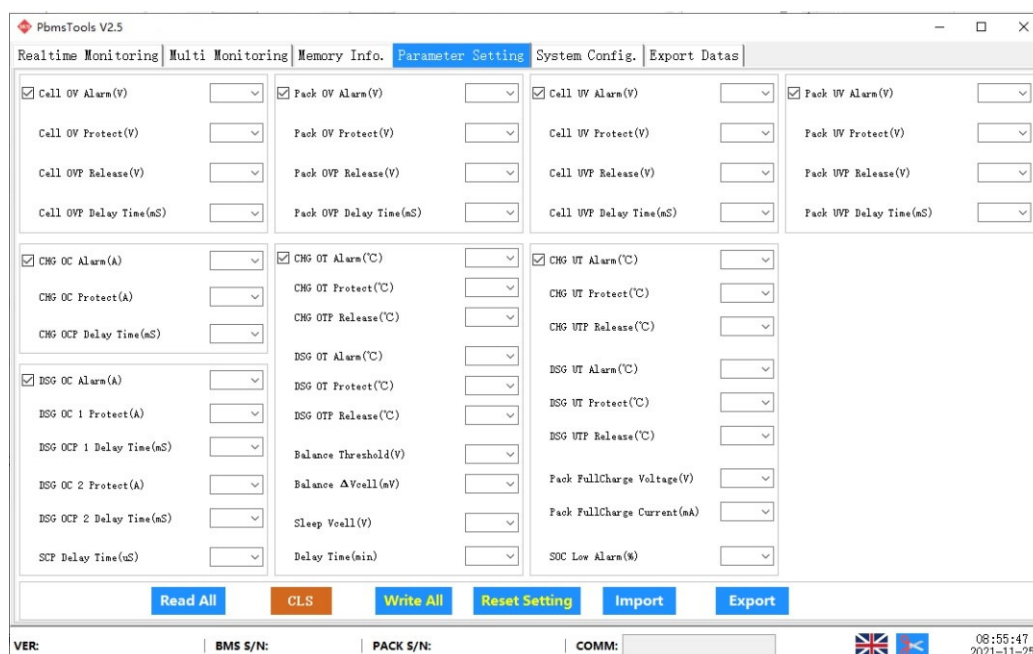 PbmsTools V2.5
Realtime Monitoring Multi Monitoring Memory Info. Parameter Setting System Config. Export Datas
Cell OV Alarm(V)
Cell OV Protect(V)
Cell OVP Release(V)
Cell OVP Delay Time(mS)
Pack OV Alarm(V)
Pack OV Protect(V)
Pack OVP Release(V)
Pack OVP Delay Time(mS)
Cell UV Alarm(V)
Cell UV Protect(V)
Cell UVP Release(V)
Cell UVP Delay Time(mS)
Pack UV Alarm(V)
Pack UV Protect(V)
Pack UVP Release(V)
Pack UVP Delay Time(mS)
CHG OC Alarm(A)
CHG OC Protect(A)
CHG OCP Delay Time(mS)
DSG OC Alarm(A)
DSG OC 1 Protect(A)
DSG OCP 1 Delay Time(mS)
DSG OC 2 Protect(A)
DSG OCP 2 Delay Time(mS)
SCP Delay Time(uS)
CHG OT Alarm(℃)
CHG OT Protect(℃)
CHG OTP Release(℃)
DSG OT Alarm(℃)
DSG OT Protect(℃)
DSG OTP Release(℃)
Balance Threshold(V)
Balance ΔVcell(mV)
Sleep Vcell(V)
Delay Time(min)
CHG UT Alarm(℃)
CHG UT Protect(℃)
CHG UTP Release(℃)
DSG UT Alarm(℃)
DSG UT Protect(℃)
DSG UTP Release(℃)
Pack FullCharge Voltage(V)
Pack FullCharge Current(mA)
SOC Low Alarm(%)
Read All CLS Write All Reset Setting Import Export
VER: BMS S/N: PACK S/N: COMM:
08:55:47
2021-11-25